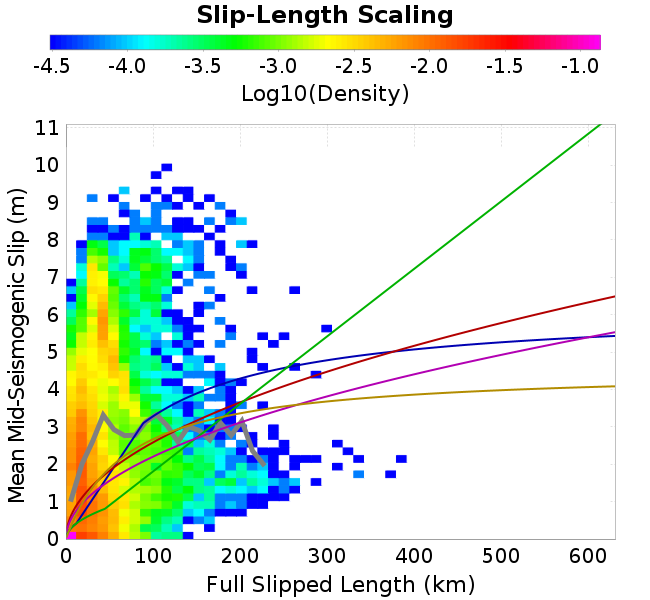 Slip-Length Scaling
-4.5 -4.0 -3.5 -3.0 -2.5 -2.0 -1.5 -1.0
Log10(Density)
Mean Mid-Seismogenic Slip (m)
11
10
9
8
7
6
5
4
3
2
1
0
0 100 200 300 400 500 600
Full Slipped Length (km)